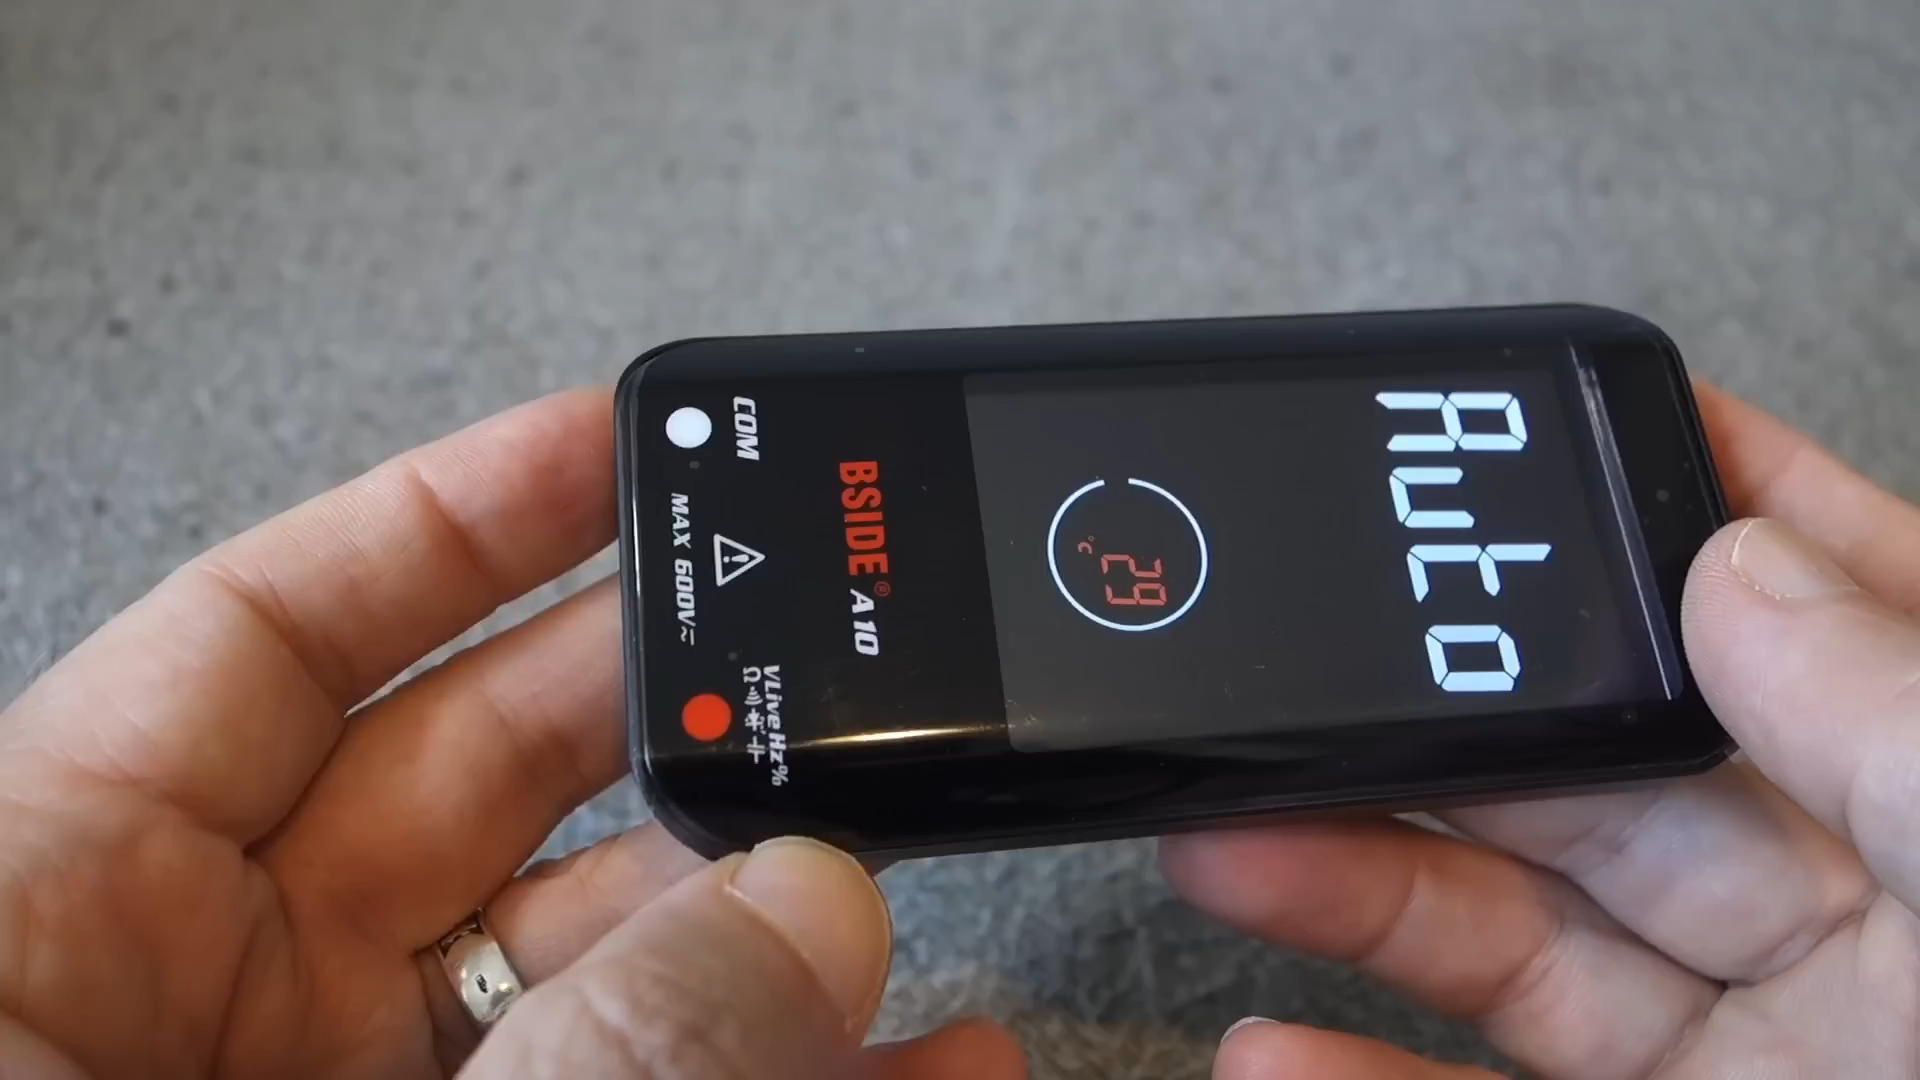 Auto
29
°C
BSIDE® A10
COM
VLive Hz%
Ω
MAX 600V⎓~